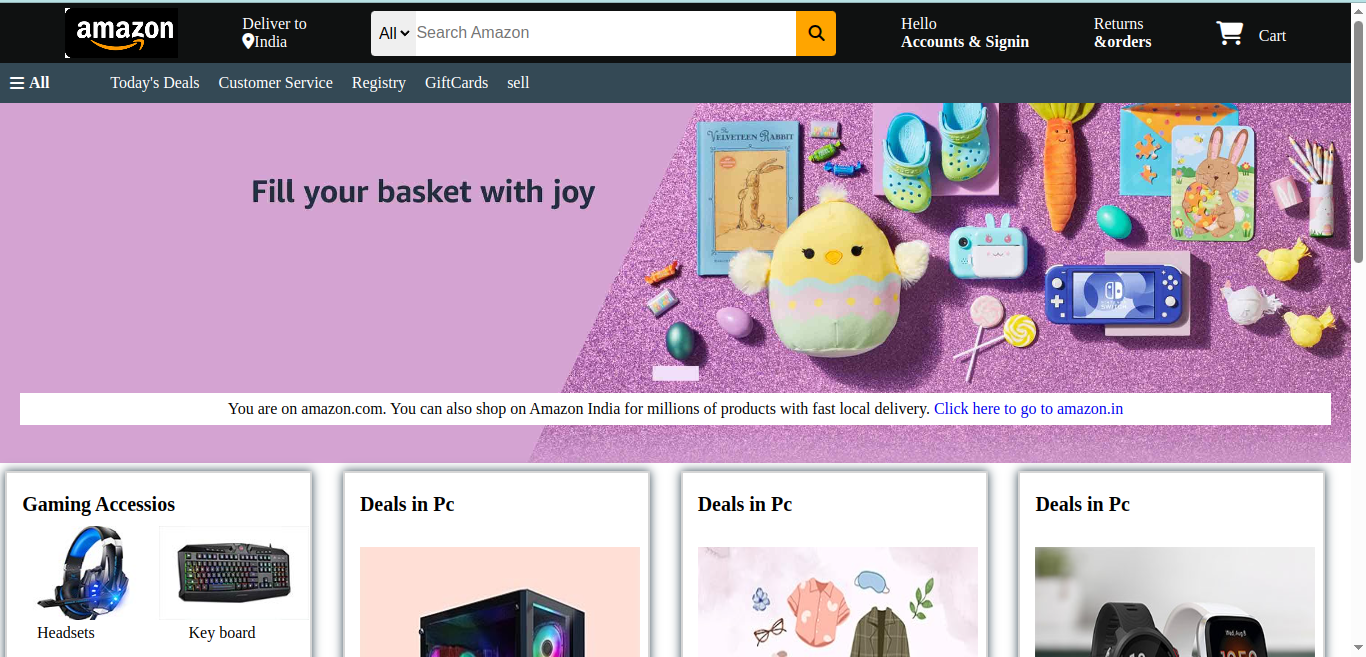 amazon
Deliver to
India
All
Search Amazon
Hello
Accounts & Signin
Returns
&orders
Cart
All
Today's Deals
Customer Service
Registry
GiftCards
sell
Fill your basket with joy
The
VELVETEEN RABBIT
NINTENDO
SWITCH
You are on amazon.com. You can also shop on Amazon India for millions of products with fast local delivery. Click here to go to amazon.in
Gaming Accessios
Deals in Pc
Deals in Pc
Deals in Pc
Headsets
Key board